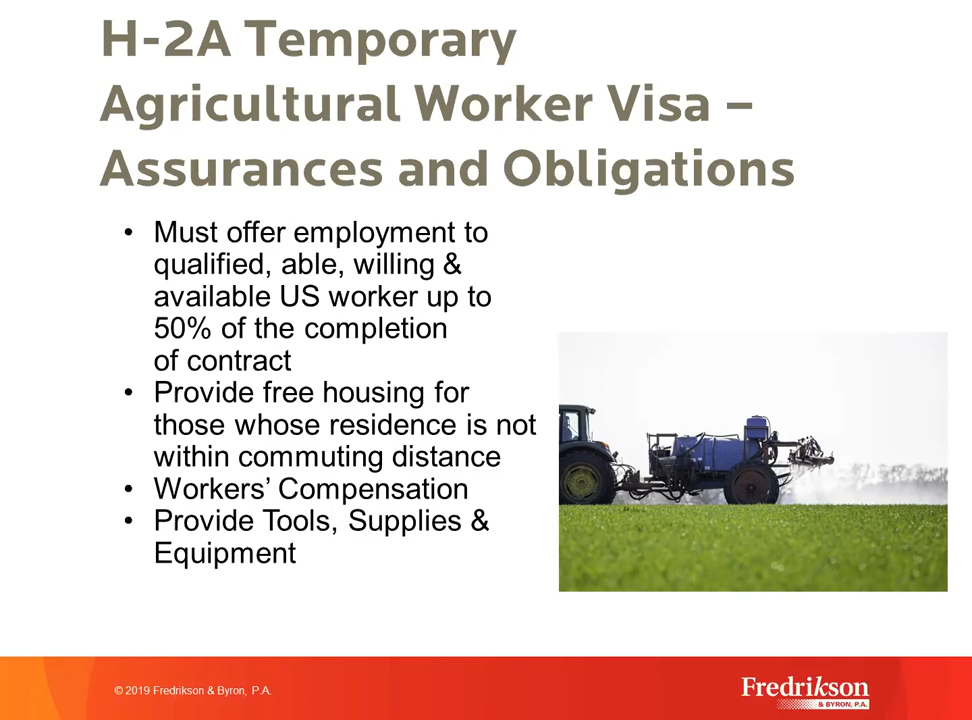 H-2A Temporary
Agricultural Worker Visa –
Assurances and Obligations
• Must offer employment to
qualified, able, willing &
available US worker up to
50% of the completion
of contract
• Provide free housing for
those whose residence is not
within commuting distance
• Workers’ Compensation
• Provide Tools, Supplies &
Equipment
© 2019 Fredrikson & Byron, P.A.
Fredrikson
& BYRON, P.A.